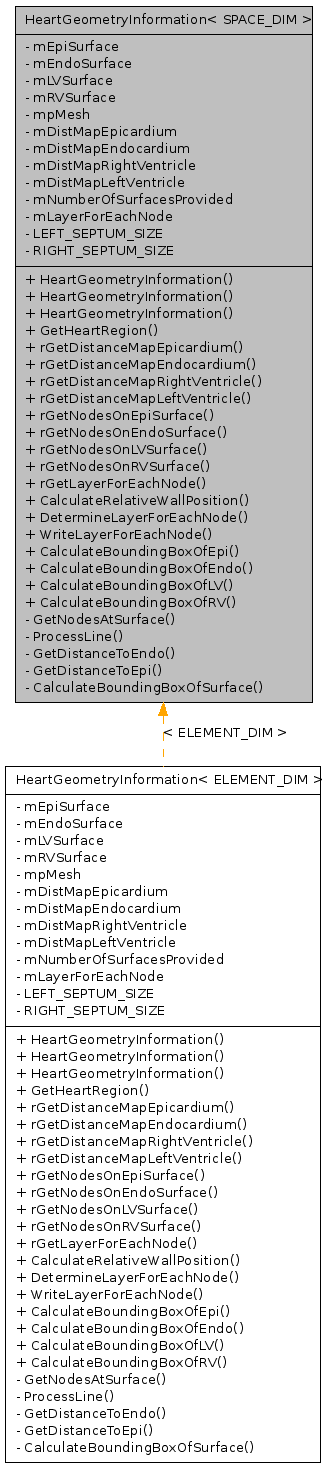 HeartGeometryInformation< SPACE_DIM >
- mEpiSurface
- mEndoSurface
- mLVSurface
- mRVSurface
- mpMesh
- mDistMapEpicardium
- mDistMapEndocardium
- mDistMapRightVentricle
- mDistMapLeftVentricle
- mNumberOfSurfacesProvided
- mLayerForEachNode
- LEFT_SEPTUM_SIZE
- RIGHT_SEPTUM_SIZE
+ HeartGeometryInformation()
+ HeartGeometryInformation()
+ HeartGeometryInformation()
+ GetHeartRegion()
+ rGetDistanceMapEpicardium()
+ rGetDistanceMapEndocardium()
+ rGetDistanceMapRightVentricle()
+ rGetDistanceMapLeftVentricle()
+ rGetNodesOnEpiSurface()
+ rGetNodesOnEndoSurface()
+ rGetNodesOnLVSurface()
+ rGetNodesOnRVSurface()
+ rGetLayerForEachNode()
+ CalculateRelativeWallPosition()
+ DetermineLayerForEachNode()
+ WriteLayerForEachNode()
+ CalculateBoundingBoxOfEpi()
+ CalculateBoundingBoxOfEndo()
+ CalculateBoundingBoxOfLV()
+ CalculateBoundingBoxOfRV()
- GetNodesAtSurface()
- ProcessLine()
- GetDistanceToEndo()
- GetDistanceToEpi()
- CalculateBoundingBoxOfSurface()
< ELEMENT_DIM >
HeartGeometryInformation< ELEMENT_DIM >
- mEpiSurface
- mEndoSurface
- mLVSurface
- mRVSurface
- mpMesh
- mDistMapEpicardium
- mDistMapEndocardium
- mDistMapRightVentricle
- mDistMapLeftVentricle
- mNumberOfSurfacesProvided
- mLayerForEachNode
- LEFT_SEPTUM_SIZE
- RIGHT_SEPTUM_SIZE
+ HeartGeometryInformation()
+ HeartGeometryInformation()
+ HeartGeometryInformation()
+ GetHeartRegion()
+ rGetDistanceMapEpicardium()
+ rGetDistanceMapEndocardium()
+ rGetDistanceMapRightVentricle()
+ rGetDistanceMapLeftVentricle()
+ rGetNodesOnEpiSurface()
+ rGetNodesOnEndoSurface()
+ rGetNodesOnLVSurface()
+ rGetNodesOnRVSurface()
+ rGetLayerForEachNode()
+ CalculateRelativeWallPosition()
+ DetermineLayerForEachNode()
+ WriteLayerForEachNode()
+ CalculateBoundingBoxOfEpi()
+ CalculateBoundingBoxOfEndo()
+ CalculateBoundingBoxOfLV()
+ CalculateBoundingBoxOfRV()
- GetNodesAtSurface()
- ProcessLine()
- GetDistanceToEndo()
- GetDistanceToEpi()
- CalculateBoundingBoxOfSurface()